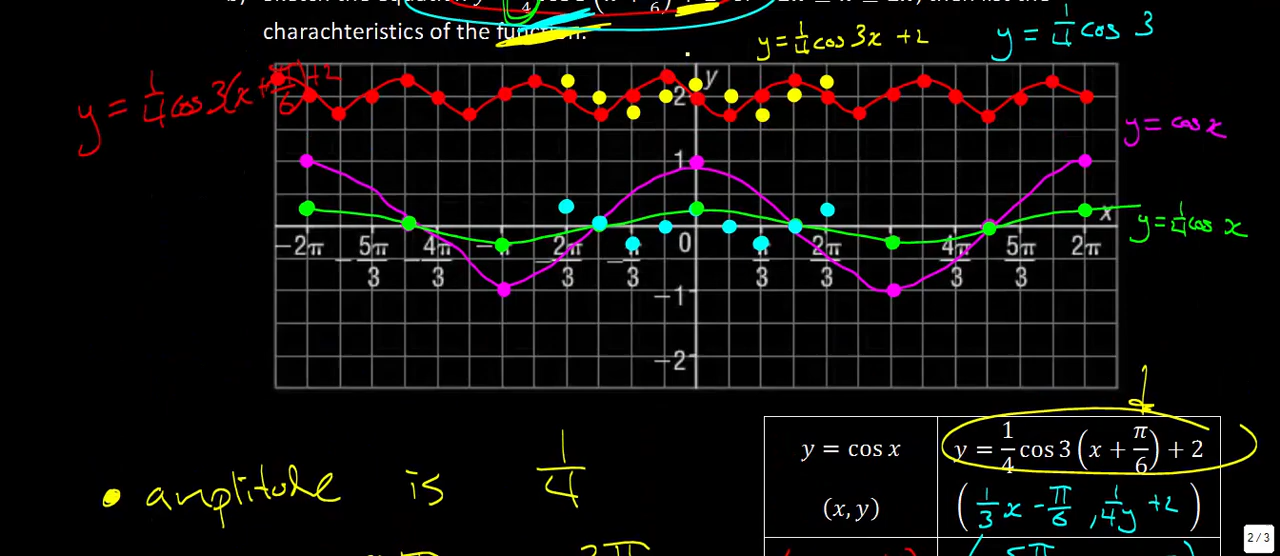 charachteristics of the function.
y = 1/4 cos 3x + 2
y = 1/4 cos 3
y = 1/4 cos 3(x + π/6) + 2
y
2
y = cos x
1
x
y = 1/4 cos x
−2π −5π/3 −4π/3 −π −2π/3 −π/3 0 π/3 2π/3 4π/3 5π/3 2π
−1
−2
y = cos x
y = 1/4 cos 3 (x + π/6) + 2
• amplitude is 1/4
(x, y)
(1/3 x − π/6, 1/4 y + 2)
2/3